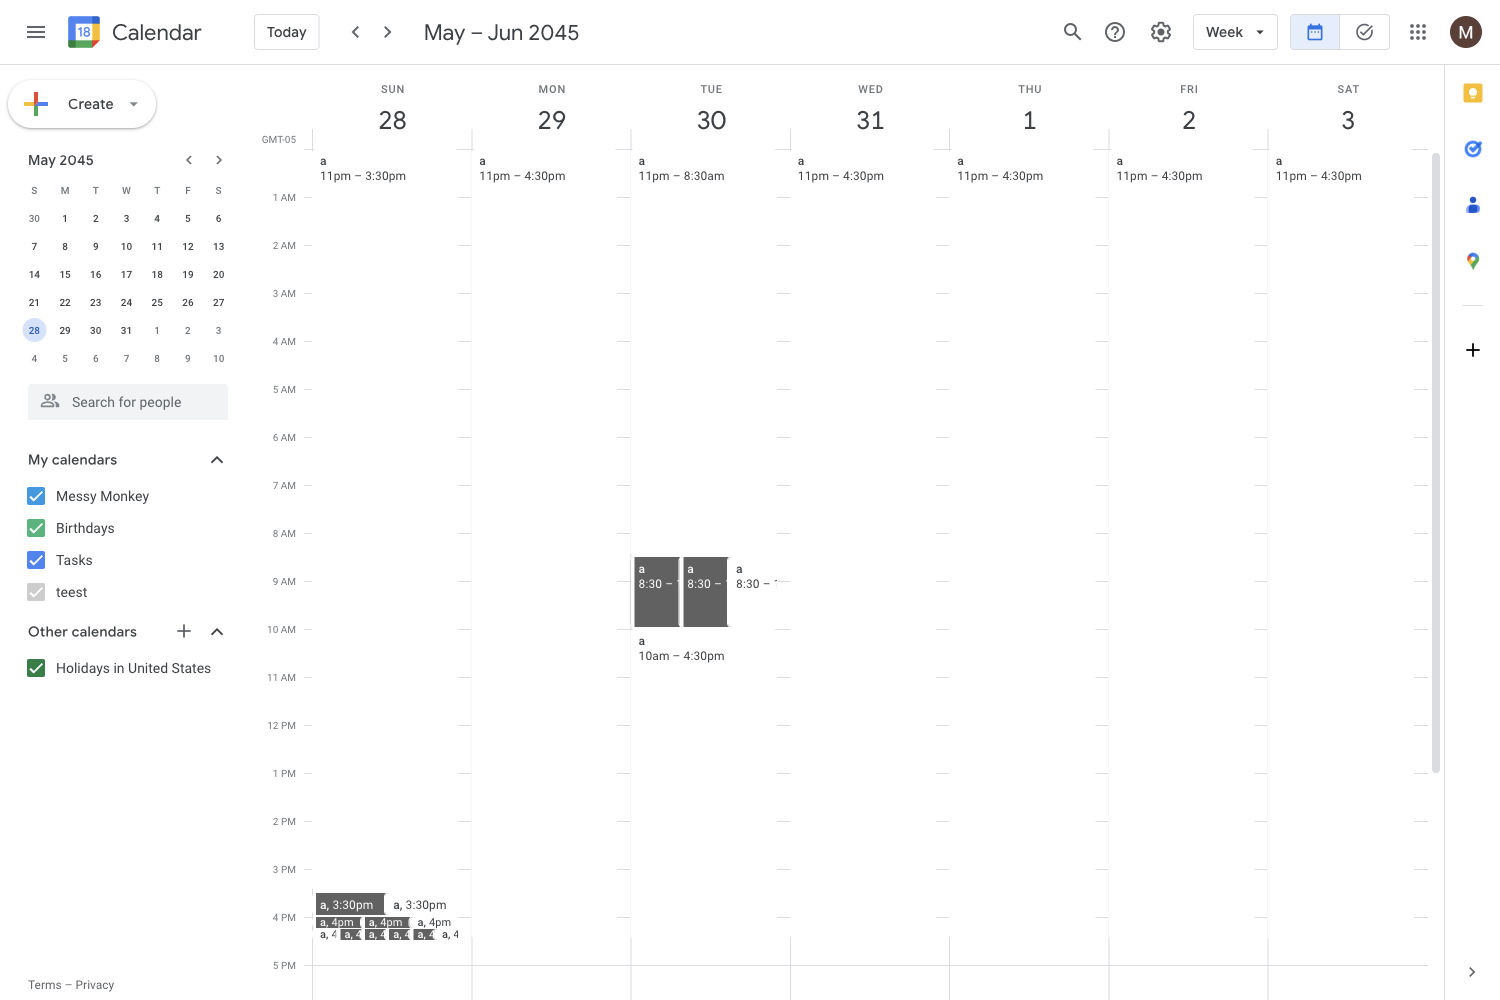 18
Calendar
Today
May – Jun 2045
Week
M
Create
May 2045
S M T W T F S
30 1 2 3 4 5 6
7 8 9 10 11 12 13
14 15 16 17 18 19 20
21 22 23 24 25 26 27
28 29 30 31 1 2 3
4 5 6 7 8 9 10
Search for people
My calendars
Messy Monkey
Birthdays
Tasks
teest
Other calendars
Holidays in United States
Terms – Privacy
SUN MON TUE WED THU FRI SAT
28 29 30 31 1 2 3
GMT-05
a a a a a a a
11pm – 3:30pm 11pm – 4:30pm 11pm – 8:30am 11pm – 4:30pm 11pm – 4:30pm 11pm – 4:30pm 11pm – 4:30pm
1 AM
2 AM
3 AM
4 AM
5 AM
6 AM
7 AM
8 AM
a a a
8:30 – 8:30 – 8:30 –
9 AM
10 AM
a
10am – 4:30pm
11 AM
12 PM
1 PM
2 PM
3 PM
a, 3:30pm a, 3:30pm
4 PM
a, 4pm a, 4pm a, 4pm
a, 4 a, 4 a, 4 a, 4 a, 4 a, 4
5 PM